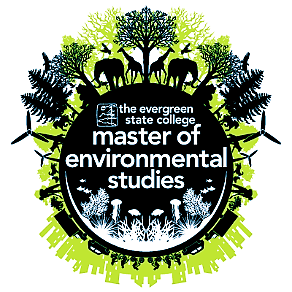 the evergreen
state college
master of
environmental
studies